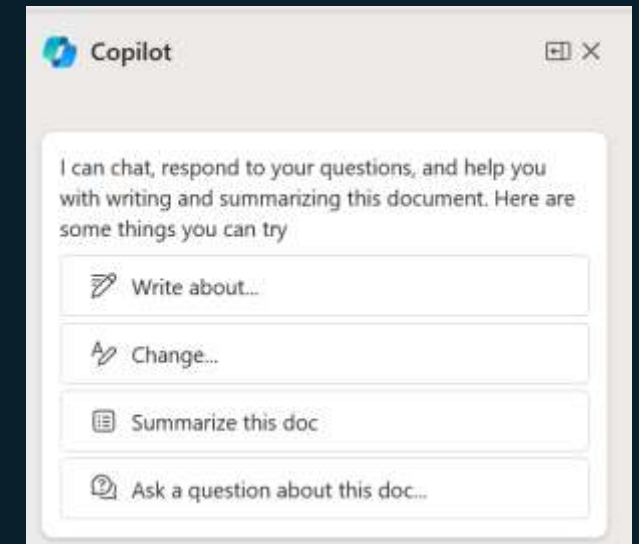 Copilot
I can chat, respond to your questions, and help you
with writing and summarizing this document. Here are
some things you can try
Write about...
Change...
Summarize this doc
Ask a question about this doc...